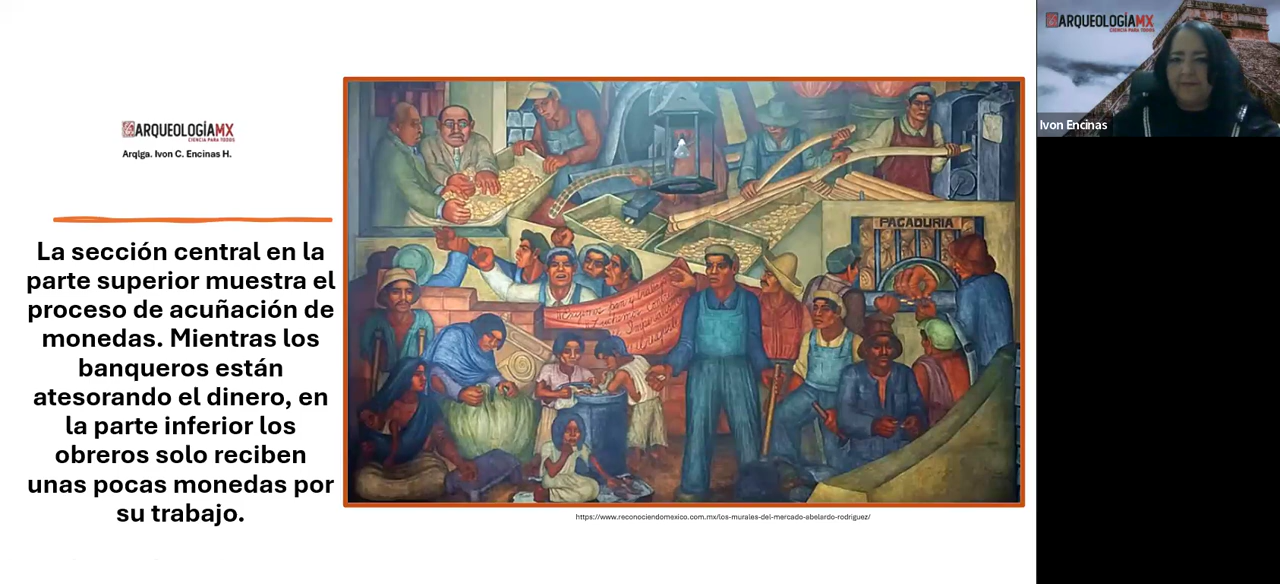 ARQUEOLOGÍAMX
CIENCIA PARA TODOS
Arqlga. Ivon C. Encinas H.
La sección central en la
parte superior muestra el
proceso de acuñación de
monedas. Mientras los
banqueros están
atesorando el dinero, en
la parte inferior los
obreros solo reciben
unas pocas monedas por
su trabajo.
PAGADURIA
https://www.reconociendomexico.com.mx/los-murales-del-mercado-abelardo-rodriguez/
ARQUEOLOGÍAMX
CIENCIA PARA TODOS
Ivon Encinas